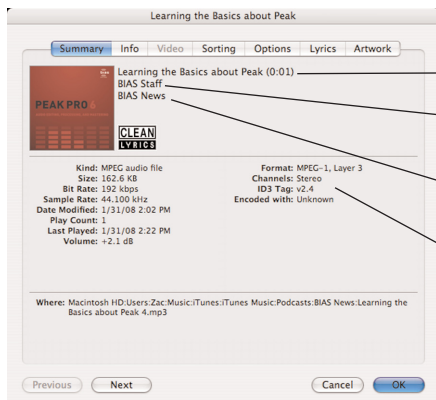 Learning the Basics about Peak
Summary Info Video Sorting Options Lyrics Artwork
Learning the Basics about Peak (0:01)
BIAS Staff
BIAS News
PEAK PRO 6
CLEAN
LYRICS
Kind: MPEG audio file
Size: 162.6 KB
Bit Rate: 192 kbps
Sample Rate: 44.100 kHz
Date Modified: 1/31/08 2:02 PM
Play Count: 1
Last Played: 1/31/08 2:22 PM
Volume: +2.1 dB
Format: MPEG-1, Layer 3
Channels: Stereo
ID3 Tag: v2.4
Encoded with: Unknown
Where: Macintosh HD:Users:Zac:Music:iTunes:iTunes Music:Podcasts:BIAS News:Learning the
Basics about Peak 4.mp3
Previous Next Cancel OK